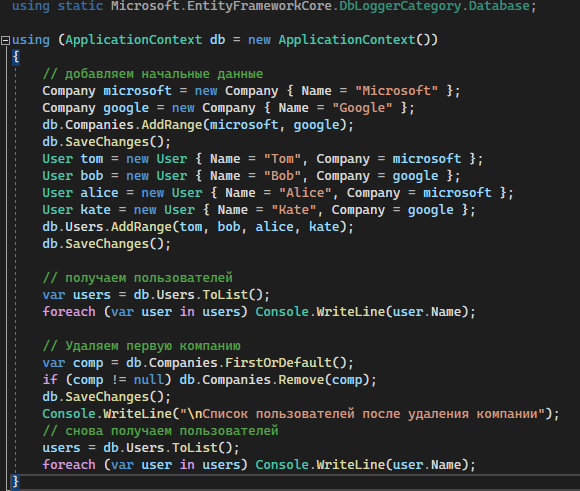 using static Microsoft.EntityFrameworkCore.DbLoggerCategory.Database;
using (ApplicationContext db = new ApplicationContext())
{
// добавляем начальные данные
Company microsoft = new Company { Name = "Microsoft" };
Company google = new Company { Name = "Google" };
db.Companies.AddRange(microsoft, google);
db.SaveChanges();
User tom = new User { Name = "Tom", Company = microsoft };
User bob = new User { Name = "Bob", Company = google };
User alice = new User { Name = "Alice", Company = microsoft };
User kate = new User { Name = "Kate", Company = google };
db.Users.AddRange(tom, bob, alice, kate);
db.SaveChanges();
// получаем пользователей
var users = db.Users.ToList();
foreach (var user in users) Console.WriteLine(user.Name);
// Удаляем первую компанию
var comp = db.Companies.FirstOrDefault();
if (comp != null) db.Companies.Remove(comp);
db.SaveChanges();
Console.WriteLine("\nСписок пользователей после удаления компании");
// снова получаем пользователей
users = db.Users.ToList();
foreach (var user in users) Console.WriteLine(user.Name);
}